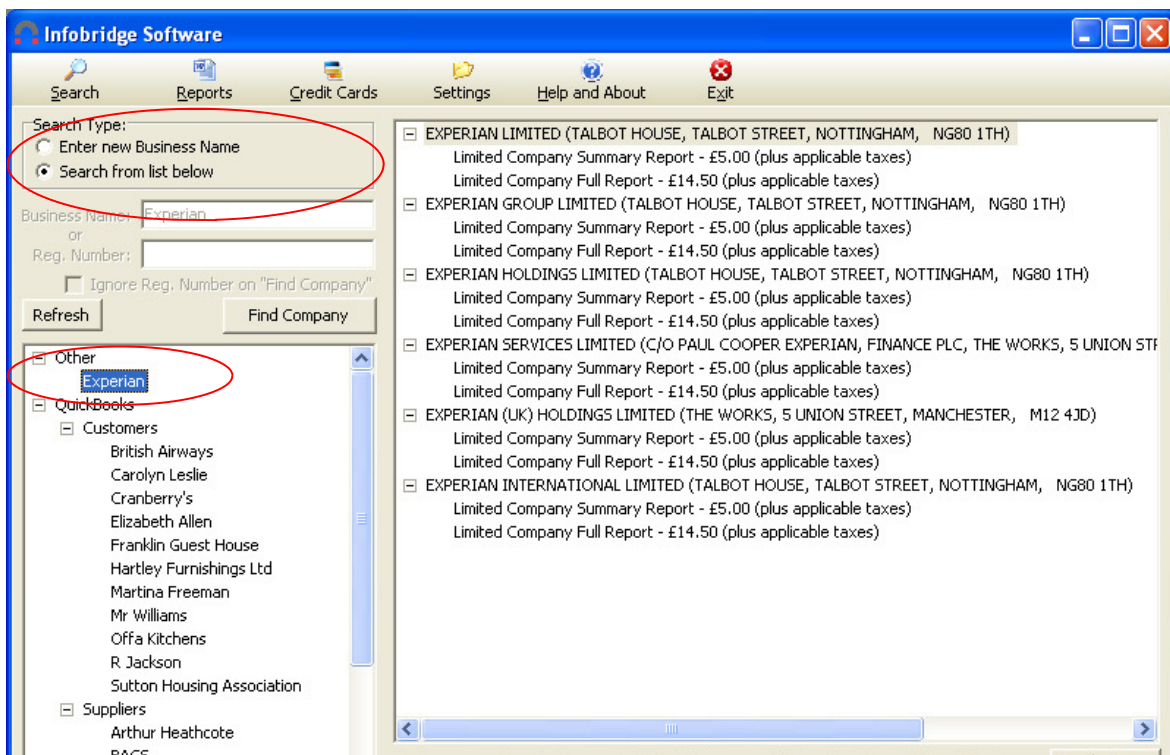 Infobridge Software
Search Reports Credit Cards Settings Help and About Exit
Search Type:
Enter new Business Name
Search from list below
Business Name: Experian
or
Reg. Number:
Ignore Reg. Number on "Find Company"
Refresh Find Company
Other
Experian
QuickBooks
Customers
British Airways
Carolyn Leslie
Cranberry's
Elizabeth Allen
Franklin Guest House
Hartley Furnishings Ltd
Martina Freeman
Mr Williams
Offa Kitchens
R Jackson
Sutton Housing Association
Suppliers
Arthur Heathcote
EXPERIAN LIMITED (TALBOT HOUSE, TALBOT STREET, NOTTINGHAM, NG80 1TH)
Limited Company Summary Report - £5.00 (plus applicable taxes)
Limited Company Full Report - £14.50 (plus applicable taxes)
EXPERIAN GROUP LIMITED (TALBOT HOUSE, TALBOT STREET, NOTTINGHAM, NG80 1TH)
Limited Company Summary Report - £5.00 (plus applicable taxes)
Limited Company Full Report - £14.50 (plus applicable taxes)
EXPERIAN HOLDINGS LIMITED (TALBOT HOUSE, TALBOT STREET, NOTTINGHAM, NG80 1TH)
Limited Company Summary Report - £5.00 (plus applicable taxes)
Limited Company Full Report - £14.50 (plus applicable taxes)
EXPERIAN SERVICES LIMITED (C/O PAUL COOPER EXPERIAN, FINANCE PLC, THE WORKS, 5 UNION
Limited Company Summary Report - £5.00 (plus applicable taxes)
Limited Company Full Report - £14.50 (plus applicable taxes)
EXPERIAN (UK) HOLDINGS LIMITED (THE WORKS, 5 UNION STREET, MANCHESTER, M12 4JD)
Limited Company Summary Report - £5.00 (plus applicable taxes)
Limited Company Full Report - £14.50 (plus applicable taxes)
EXPERIAN INTERNATIONAL LIMITED (TALBOT HOUSE, TALBOT STREET, NOTTINGHAM, NG80 1TH)
Limited Company Summary Report - £5.00 (plus applicable taxes)
Limited Company Full Report - £14.50 (plus applicable taxes)